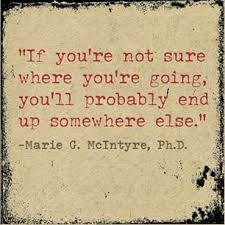 "If you're not sure
where you're going,
you'll probably end
up somewhere else."
-Marie G. McIntyre, Ph.D.